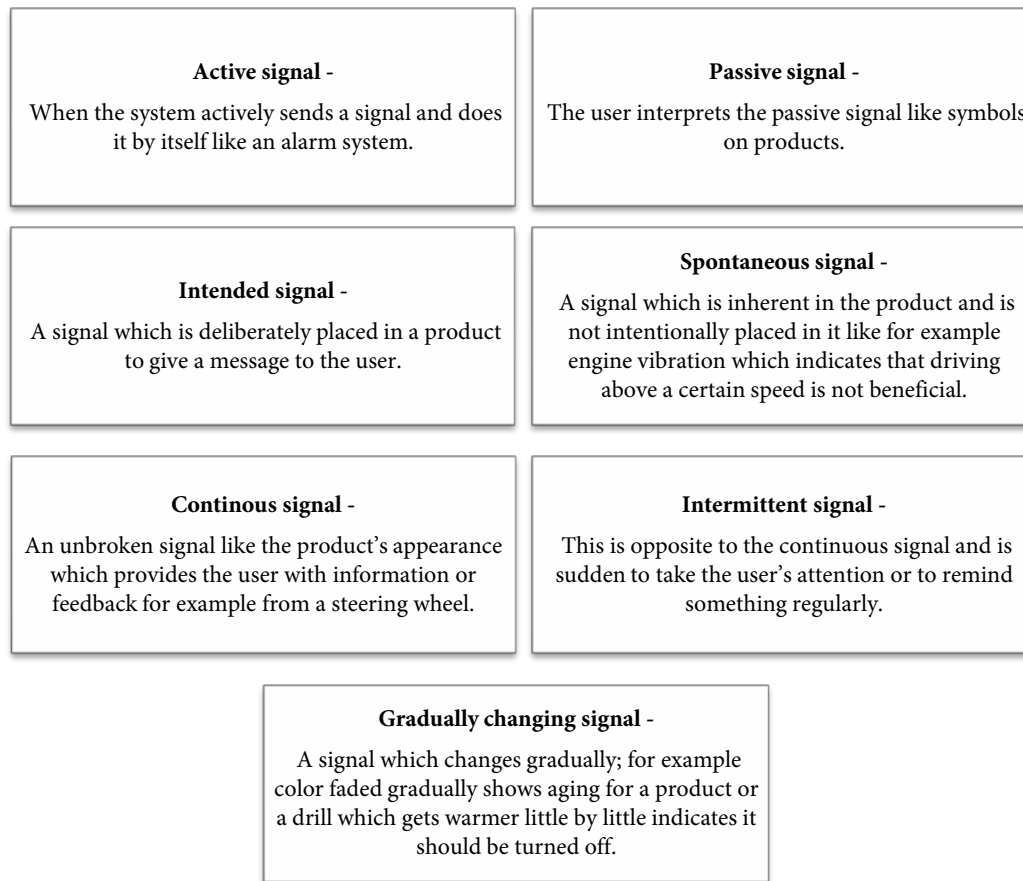 Active signal -
When the system actively sends a signal and does
it by itself like an alarm system.
Passive signal -
The user interprets the passive signal like symbols
on products.
Intended signal -
A signal which is deliberately placed in a product
to give a message to the user.
Spontaneous signal -
A signal which is inherent in the product and is
not intentionally placed in it like for example
engine vibration which indicates that driving
above a certain speed is not beneficial.
Continous signal -
An unbroken signal like the product's appearance
which provides the user with information or
feedback for example from a steering wheel.
Intermittent signal -
This is opposite to the continuous signal and is
sudden to take the user's attention or to remind
something regularly.
Gradually changing signal -
A signal which changes gradually; for example
color faded gradually shows aging for a product or
a drill which gets warmer little by little indicates it
should be turned off.